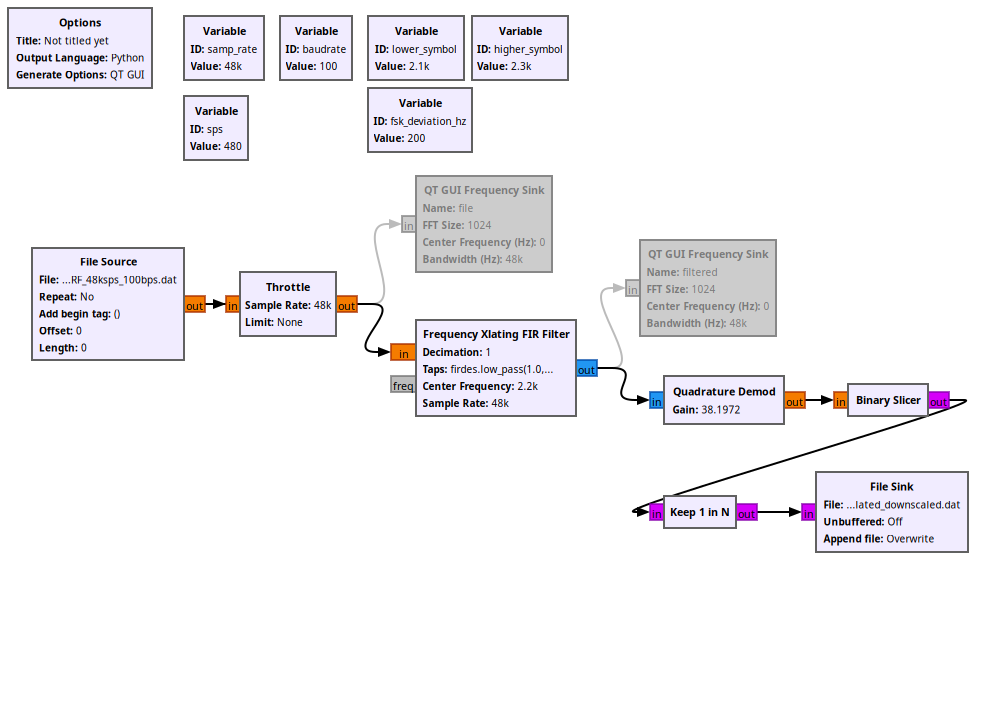 Options
Title: Not titled yet
Output Language: Python
Generate Options: QT GUI
Variable
ID: samp_rate
Value: 48k
Variable
ID: baudrate
Value: 100
Variable
ID: lower_symbol
Value: 2.1k
Variable
ID: higher_symbol
Value: 2.3k
Variable
ID: sps
Value: 480
Variable
ID: fsk_deviation_hz
Value: 200
QT GUI Frequency Sink
Name: file
FFT Size: 1024
Center Frequency (Hz): 0
Bandwidth (Hz): 48k
in
QT GUI Frequency Sink
Name: filtered
FFT Size: 1024
Center Frequency (Hz): 0
Bandwidth (Hz): 48k
in
File Source
File: ...RF_48ksps_100bps.dat
Repeat: No
Add begin tag: ()
Offset: 0
Length: 0
out
in
Throttle
Sample Rate: 48k
Limit: None
out
in
freq
Frequency Xlating FIR Filter
Decimation: 1
Taps: firdes.low_pass(1.0,...
Center Frequency: 2.2k
Sample Rate: 48k
out
in
Quadrature Demod
Gain: 38.1972
out
in
Binary Slicer
out
in
Keep 1 in N
out
in
File Sink
File: ...lated_downscaled.dat
Unbuffered: Off
Append file: Overwrite